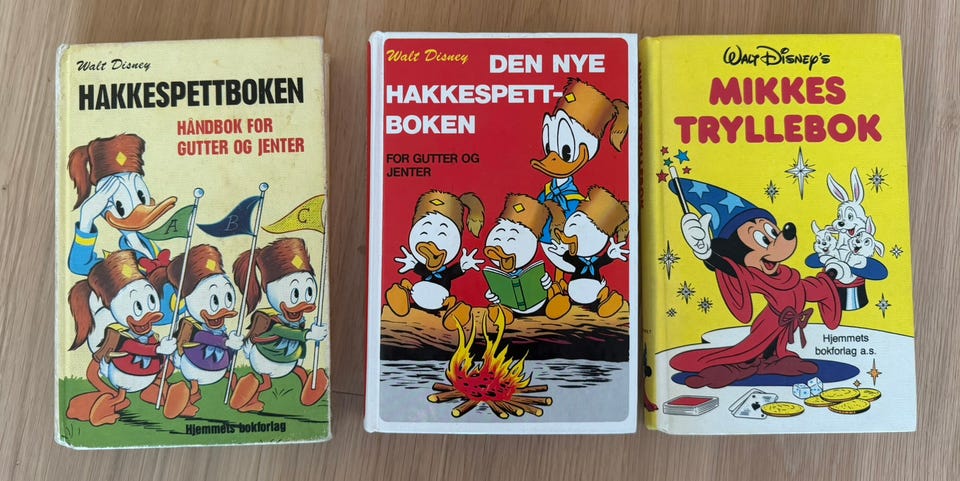 Walt Disney
HAKKESPETTBOKEN
HÅNDBOK FOR
GUTTER OG JENTER
A B C
Hjemmets bokforlag
Walt Disney
DEN NYE
HAKKESPETT-
BOKEN
FOR GUTTER OG
JENTER
WALT DISNEY'S
MIKKES
TRYLLEBOK
Hjemmets
bokforlag a.s.